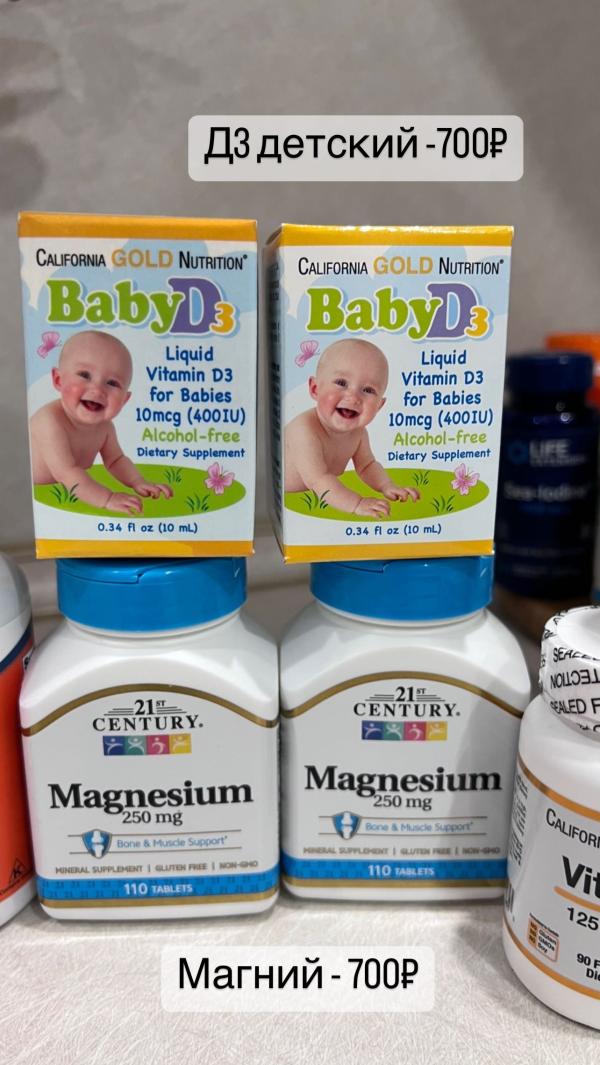 Д3 детский -700₽
CALIFORNIA GOLD NUTRITION®
BabyD3
Liquid
Vitamin D3
for Babies
10mcg (400IU)
Alcohol-free
Dietary Supplement
0.34 fl oz (10 mL)
CALIFORNIA GOLD NUTRITION®
BabyD3
Liquid
Vitamin D3
for Babies
10mcg (400IU)
Alcohol-free
Dietary Supplement
0.34 fl oz (10 mL)
LIFE
21ST
CENTURY®
Magnesium
250 mg
Bone & Muscle Support*
MINERAL SUPPLEMENT | GLUTEN FREE | NON-GMO
110 TABLETS
21ST
CENTURY®
Magnesium
250 mg
Bone & Muscle Support*
MINERAL SUPPLEMENT | GLUTEN FREE | NON-GMO
110 TABLETS
SEALED F
CALIFOR
Vit
125
90 F
Die
Магний - 700₽